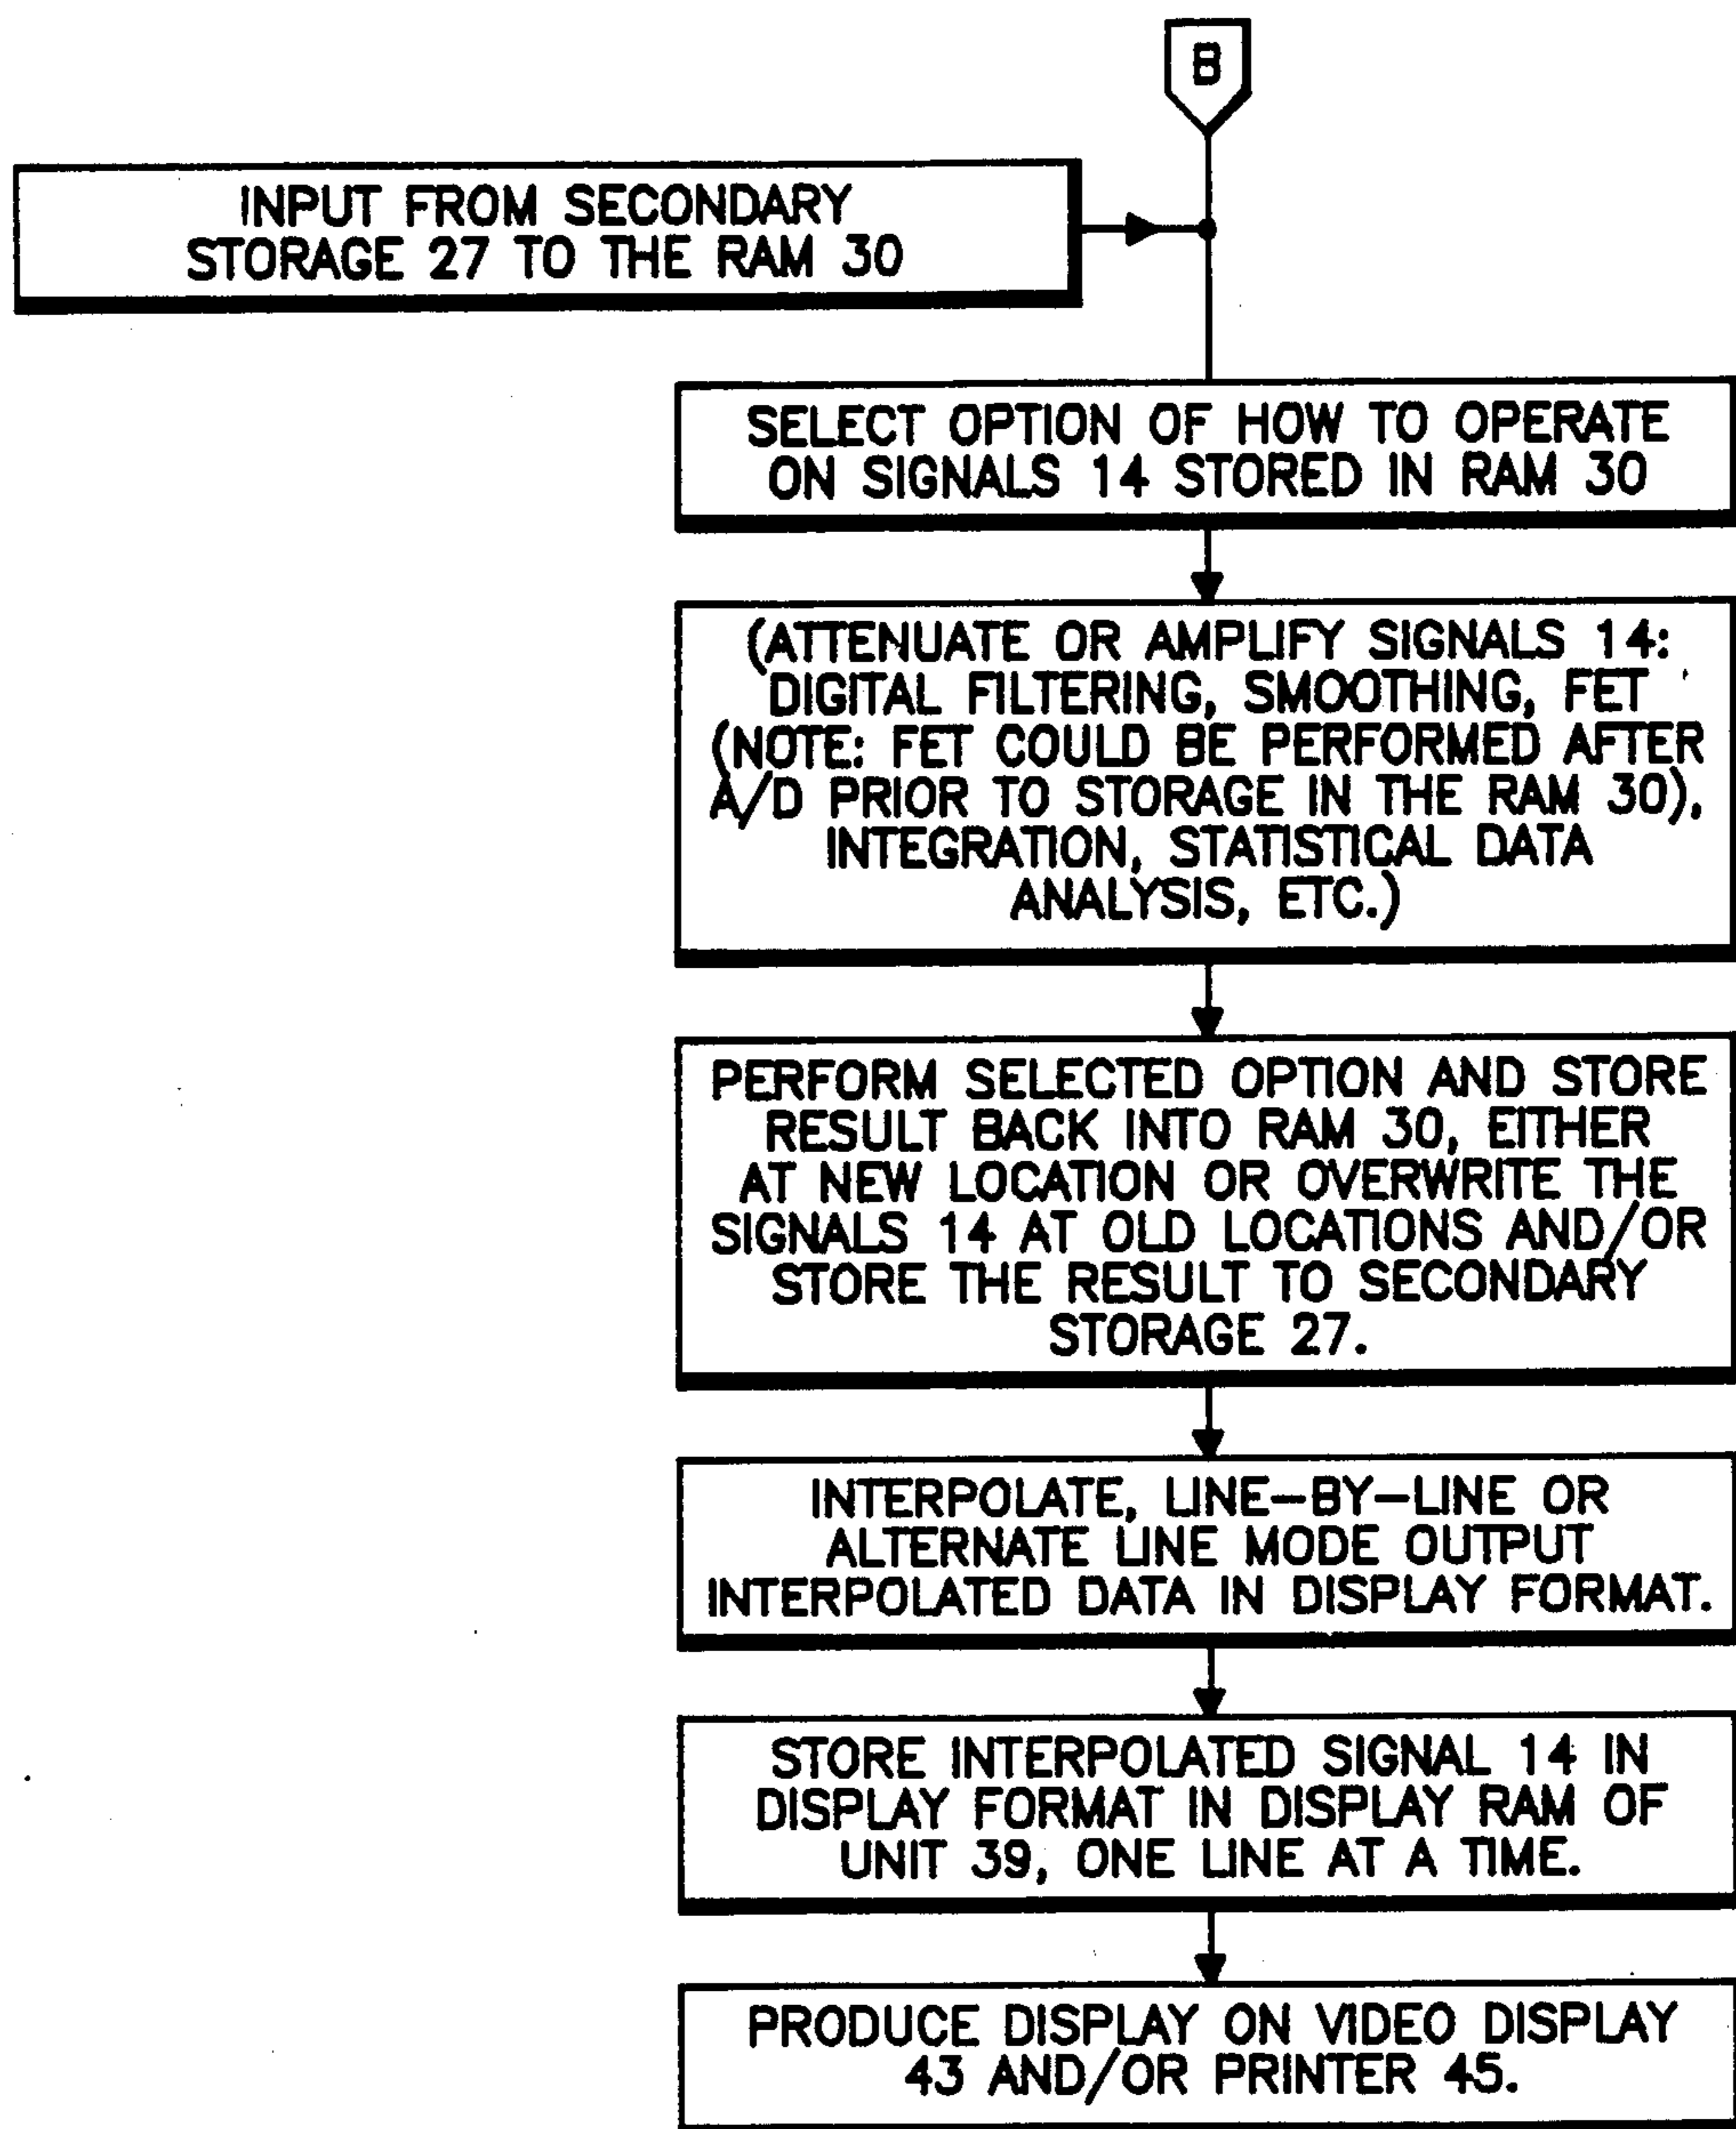 B
INPUT FROM SECONDARY
STORAGE 27 TO THE RAM 30
SELECT OPTION OF HOW TO OPERATE
ON SIGNALS 14 STORED IN RAM 30
(ATTENUATE OR AMPLIFY SIGNALS 14:
DIGITAL FILTERING, SMOOTHING, FET
(NOTE: FET COULD BE PERFORMED AFTER
A/D PRIOR TO STORAGE IN THE RAM 30),
INTEGRATION, STATISTICAL DATA
ANALYSIS, ETC.)
PERFORM SELECTED OPTION AND STORE
RESULT BACK INTO RAM 30, EITHER
AT NEW LOCATION OR OVERWRITE THE
SIGNALS 14 AT OLD LOCATIONS AND/OR
STORE THE RESULT TO SECONDARY
STORAGE 27.
INTERPOLATE, LINE-BY-LINE OR
ALTERNATE LINE MODE OUTPUT
INTERPOLATED DATA IN DISPLAY FORMAT.
STORE INTERPOLATED SIGNAL 14 IN
DISPLAY FORMAT IN DISPLAY RAM OF
UNIT 39, ONE LINE AT A TIME.
PRODUCE DISPLAY ON VIDEO DISPLAY
43 AND/OR PRINTER 45.